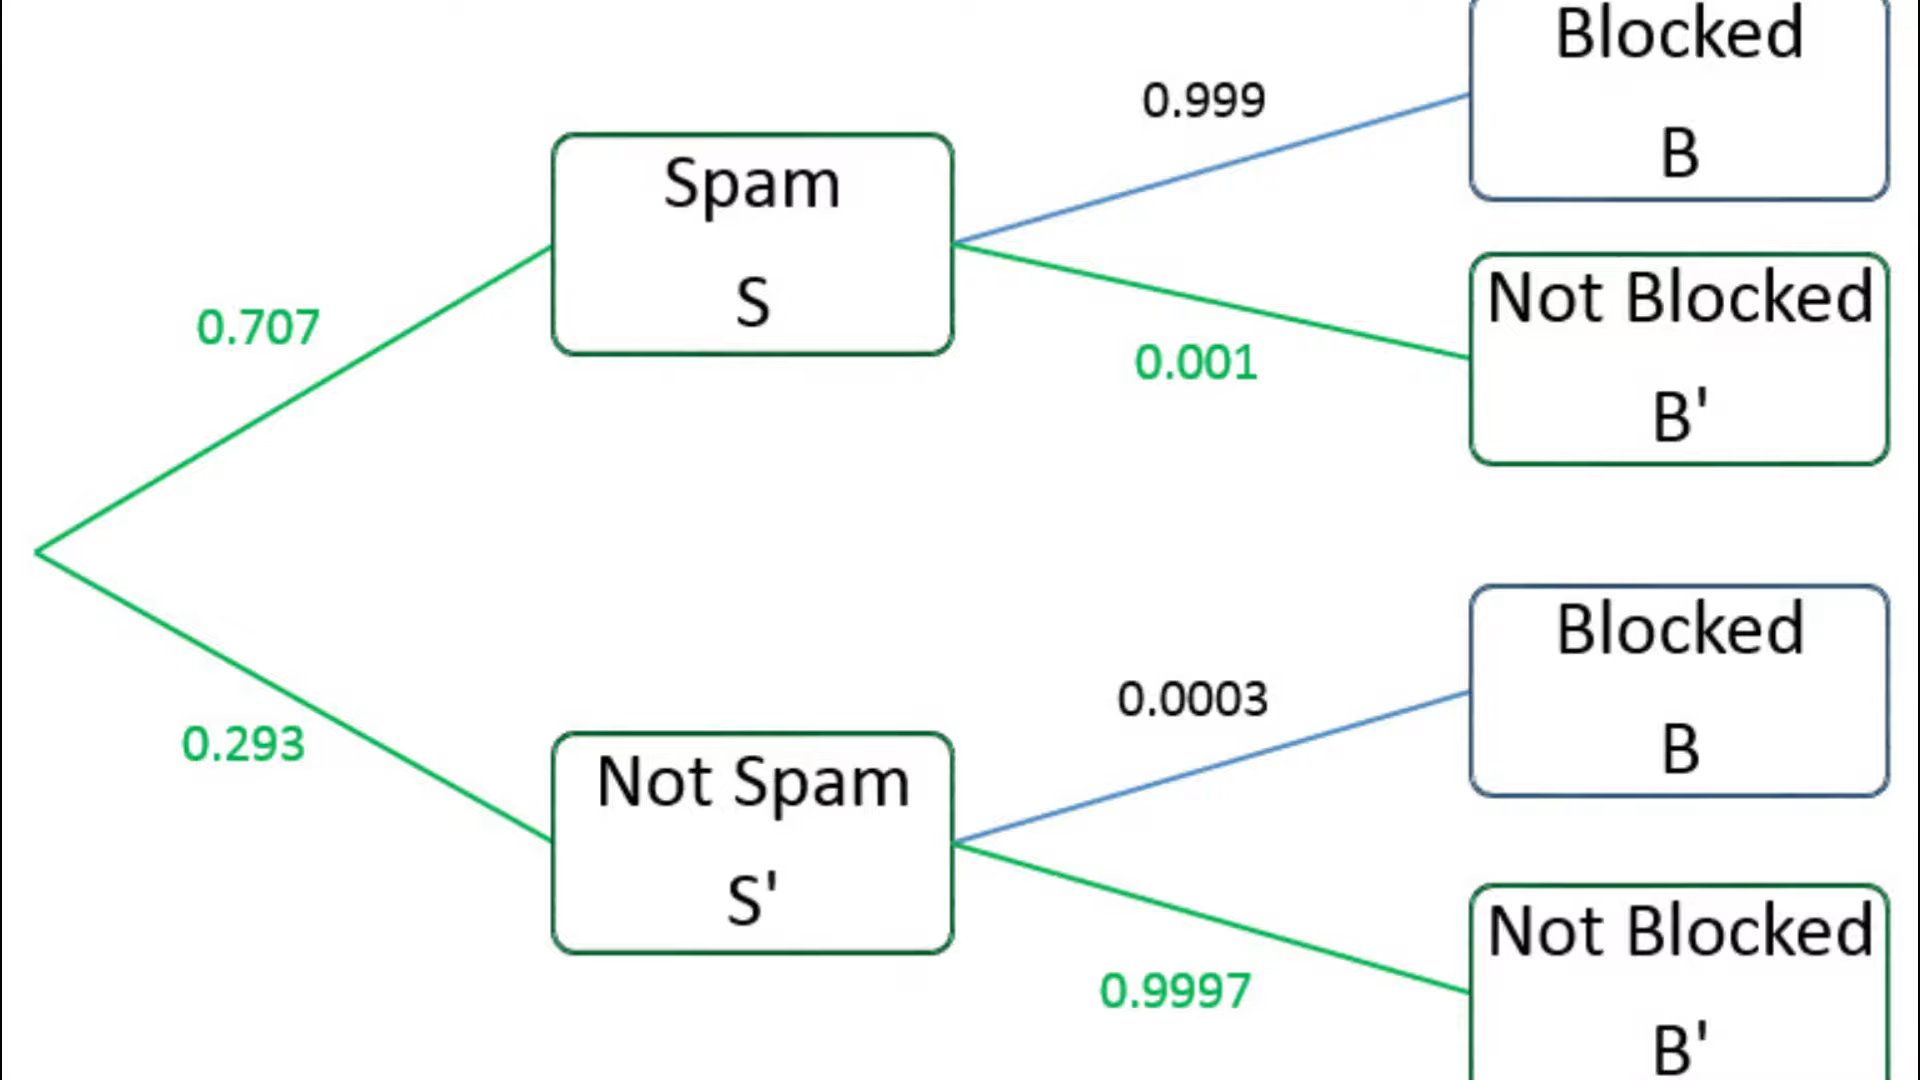 Blocked
B
0.999
Spam
S
Not Blocked
B'
0.001
0.707
Blocked
B
0.0003
0.293
Not Spam
S'
Not Blocked
B'
0.9997